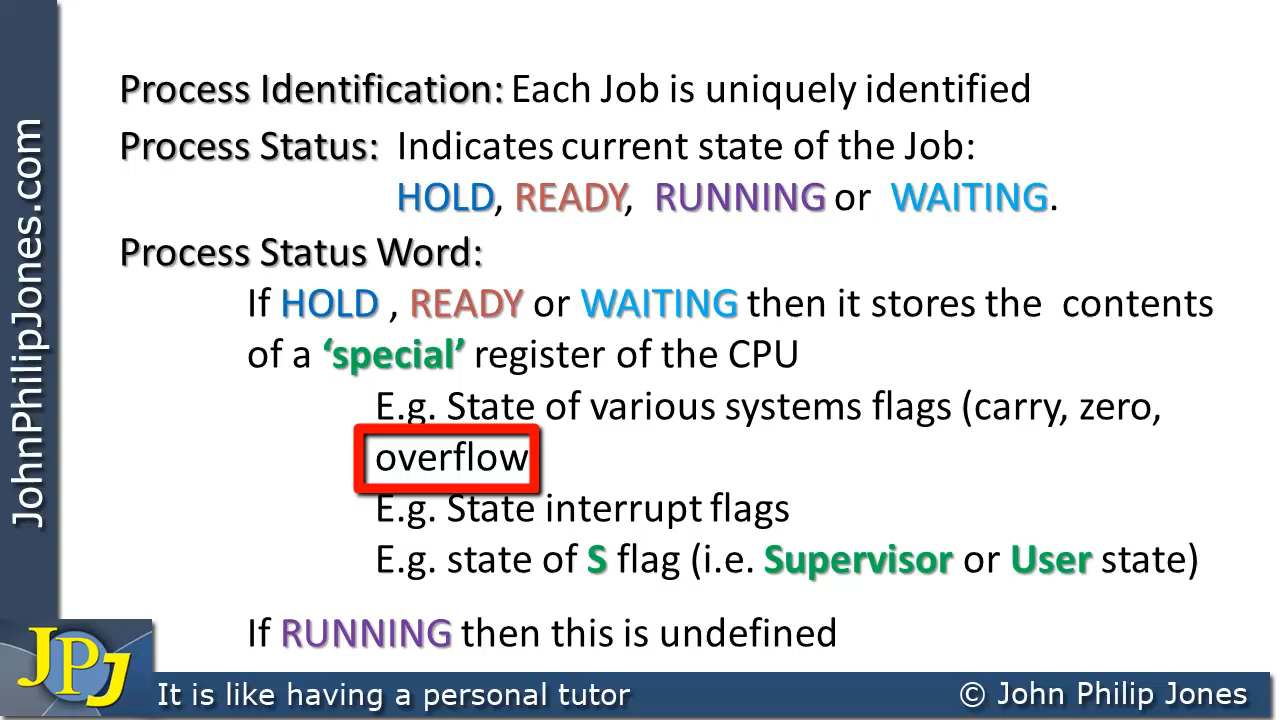 Process Identification: Each Job is uniquely identified
Process Status: Indicates current state of the Job:
HOLD, READY, RUNNING or WAITING.
Process Status Word:
If HOLD , READY or WAITING then it stores the contents
of a ‘special’ register of the CPU
E.g. State of various systems flags (carry, zero,
overflow
E.g. State interrupt flags
E.g. state of S flag (i.e. Supervisor or User state)
If RUNNING then this is undefined
JohnPhilipJones.com
JPJ
It is like having a personal tutor
© John Philip Jones